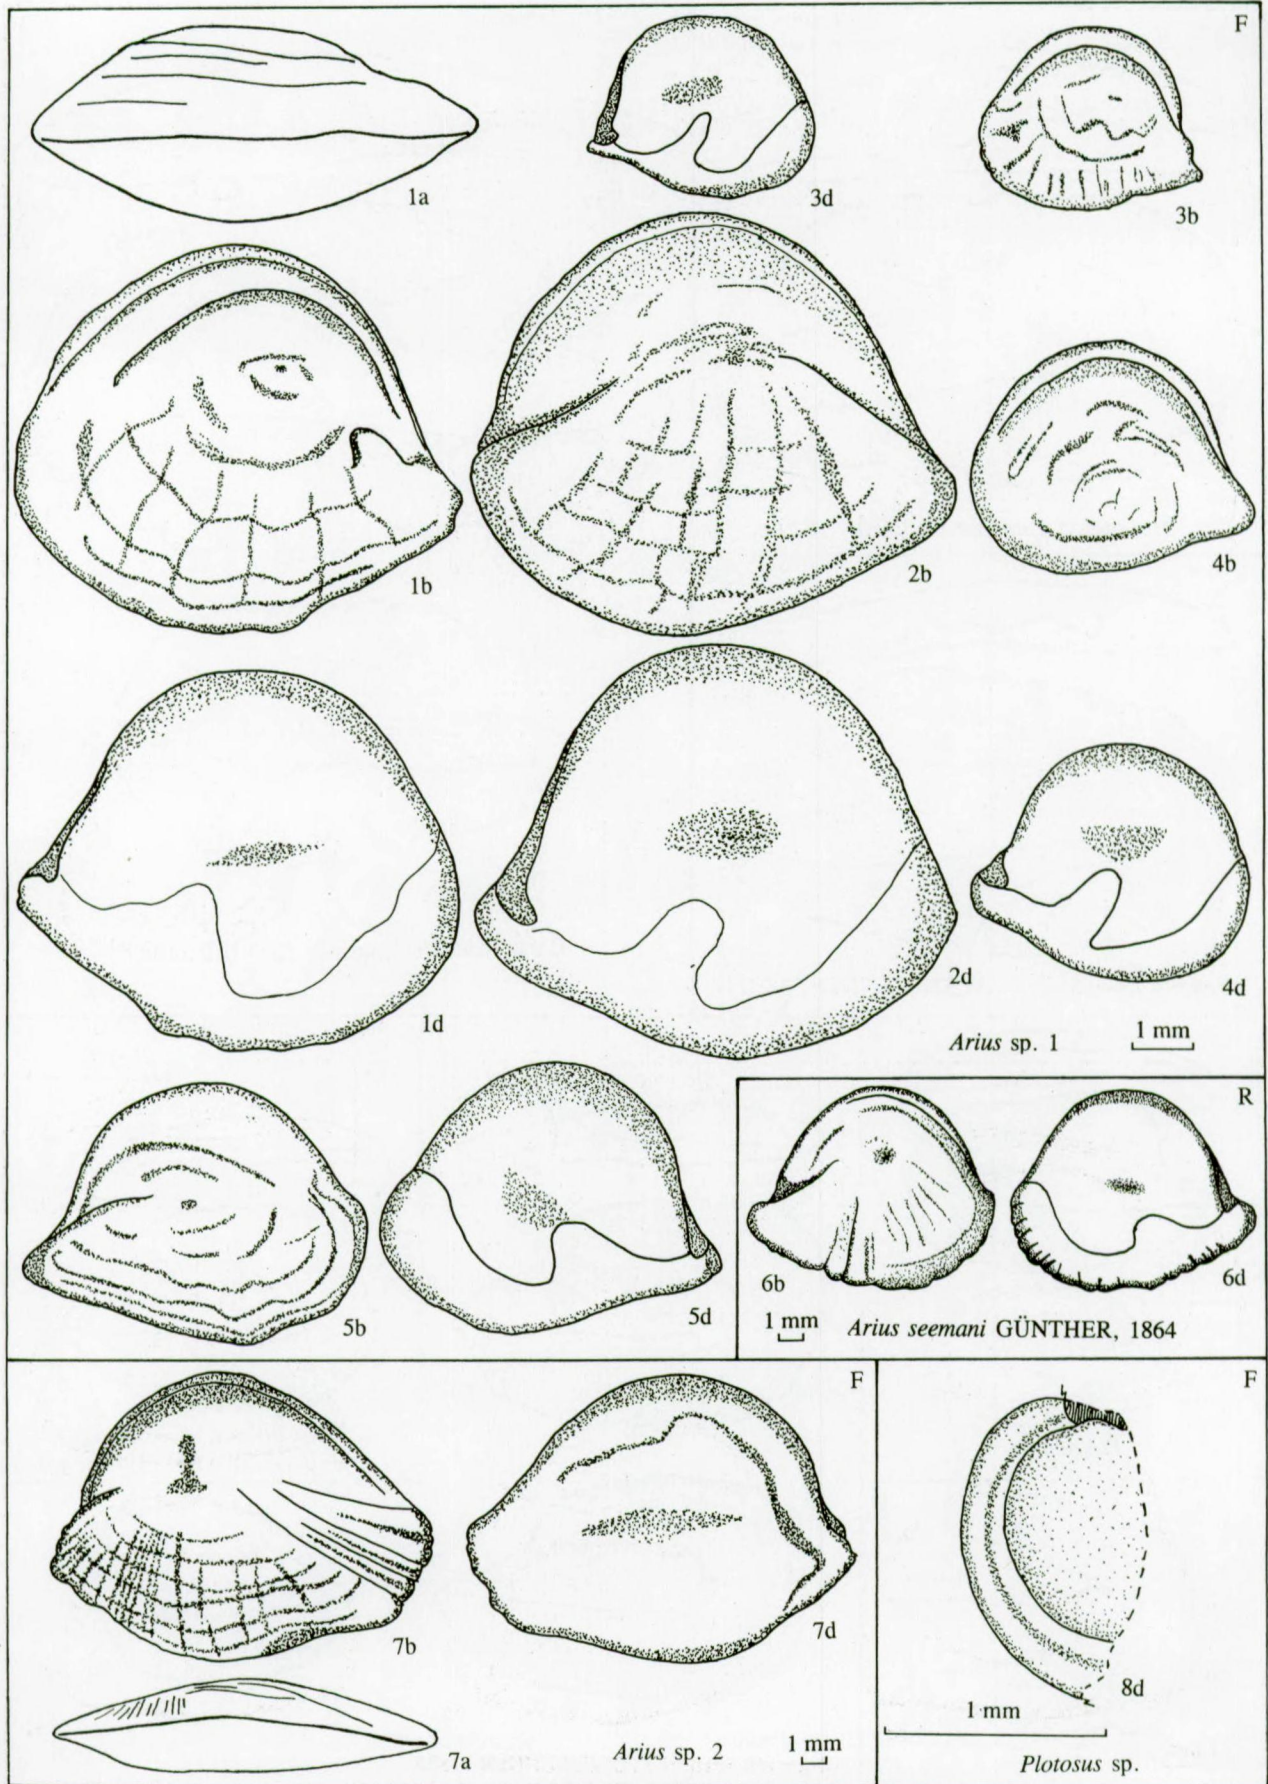 F
1a
3d
3b
1b
2b
4b
1d
2d
4d
Arius sp. 1
1 mm
5b
5d
R
6b
6d
1 mm
Arius seemani GÜNTHER, 1864
F
7b
7d
7a
Arius sp. 2
1 mm
F
8d
1 mm
Plotosus sp.